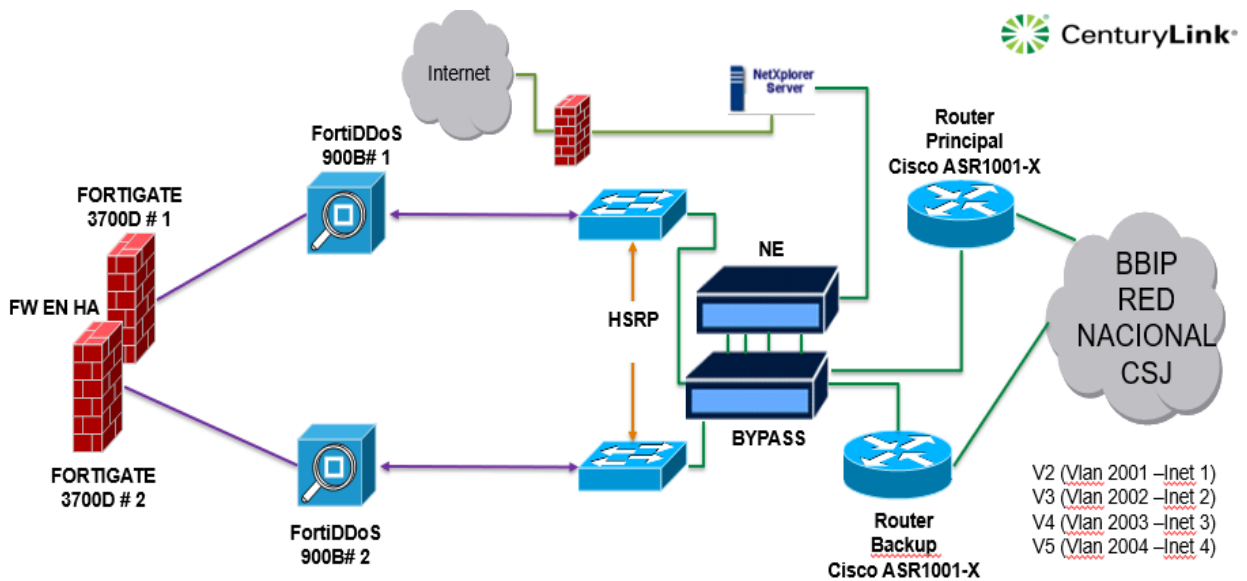 CenturyLink®
Internet
NetXplorer
Server
FortiDDoS
900B# 1
Router
Principal
Cisco ASR1001-X
FORTIGATE
3700D # 1
FW EN HA
HSRP
NE
BBIP
RED
NACIONAL
CSJ
BYPASS
FORTIGATE
3700D # 2
FortiDDoS
900B# 2
Router
Backup
Cisco ASR1001-X
V2 (Vlan 2001 –Inet 1)
V3 (Vlan 2002 –Inet 2)
V4 (Vlan 2003 –Inet 3)
V5 (Vlan 2004 –Inet 4)